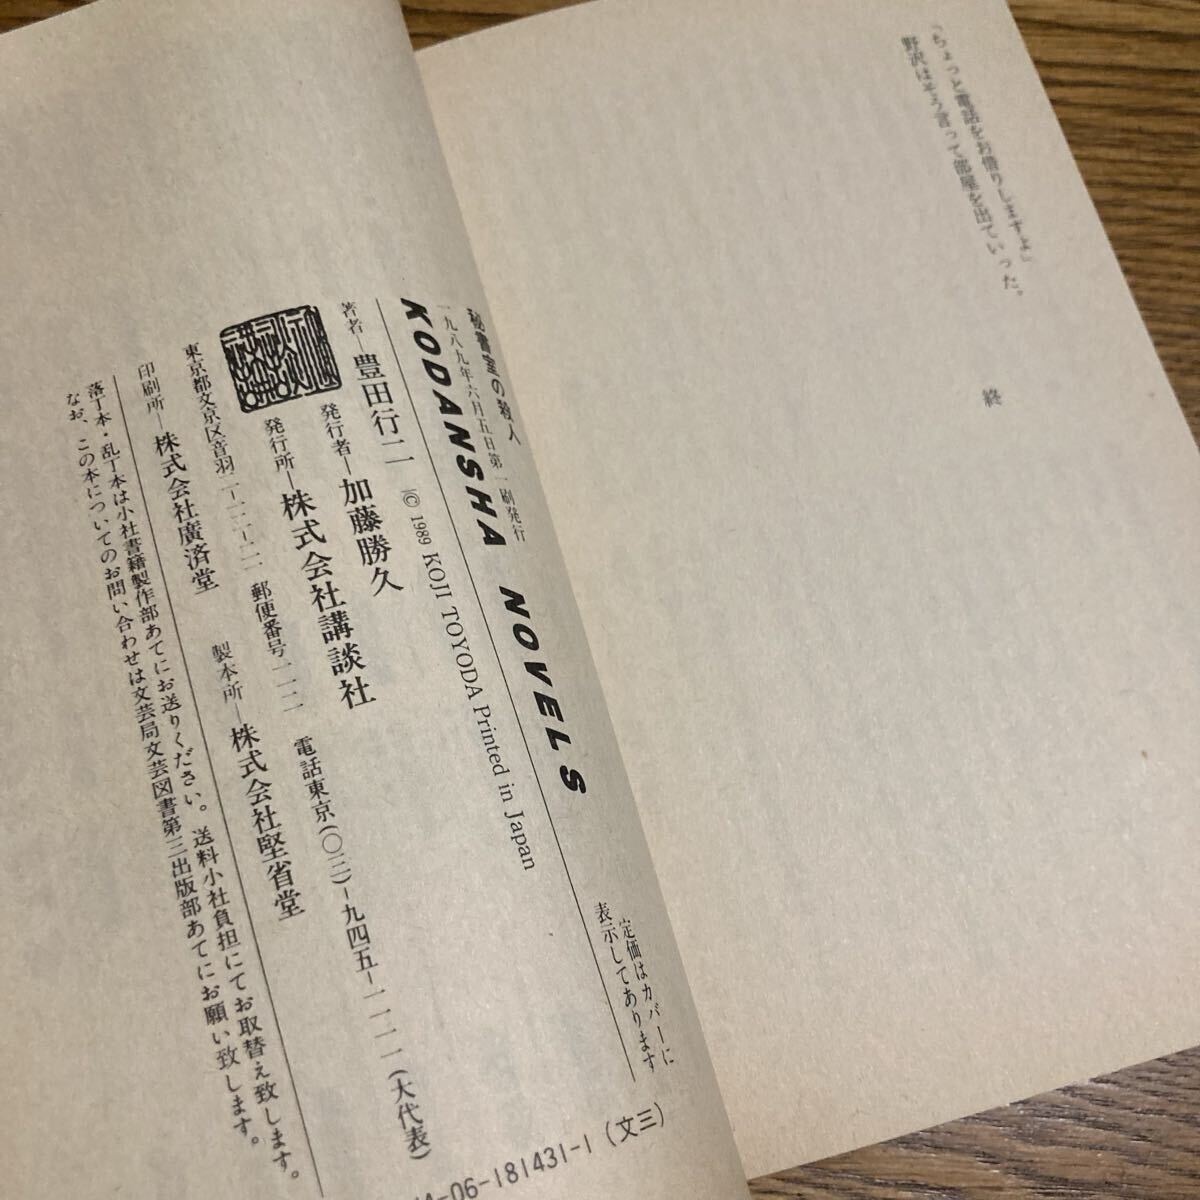 「ちょっと電話をお借りしますよ」
野沢はそう言って部屋を出ていった。
終
秘書室の殺人
一九八九年六月五日第一刷発行
KODANSHA NOVELS
定価はカバーに
表示してあります
著者―豊田行二 © 1989 KOJI TOYODA Printed in Japan
発行者―加藤勝久
発行所―株式会社講談社
東京都文京区音羽二-一二-二一 郵便番号一一二 電話東京(〇三)-九四五-一一一一(大代表)
印刷所―株式会社廣済堂 製本所―株式会社堅省堂
落丁本・乱丁本は小社書籍製作部あてにお送りください。送料小社負担にてお取替え致します。
なお、この本についてのお問い合わせは文芸局文芸図書第三出版部あてにお願い致します。
4-06-181431-1 (文三)